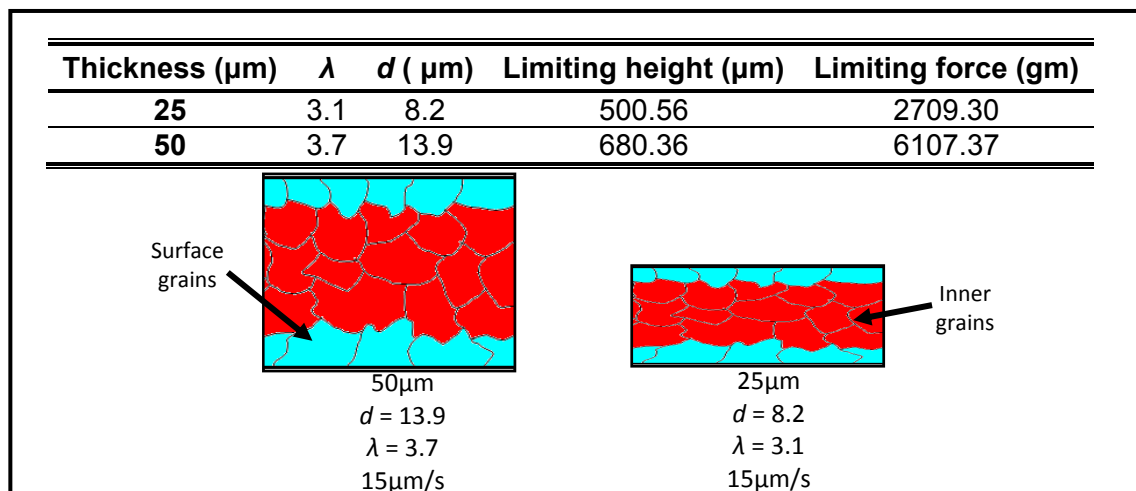 Thickness (µm) λ d ( µm) Limiting height (µm) Limiting force (gm)
25 3.1 8.2 500.56 2709.30
50 3.7 13.9 680.36 6107.37
Surface
grains
Inner
grains
50µm
d = 13.9
λ = 3.7
15µm/s
25µm
d = 8.2
λ = 3.1
15µm/s